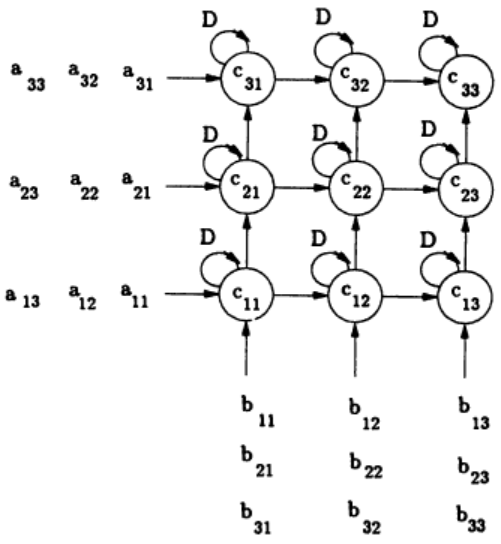 D D D
a₃₃ a₃₂ a₃₁ c₃₁ c₃₂ c₃₃
D D D
a₂₃ a₂₂ a₂₁ c₂₁ c₂₂ c₂₃
D D D
a₁₃ a₁₂ a₁₁ c₁₁ c₁₂ c₁₃
b₁₁ b₁₂ b₁₃
b₂₁ b₂₂ b₂₃
b₃₁ b₃₂ b₃₃